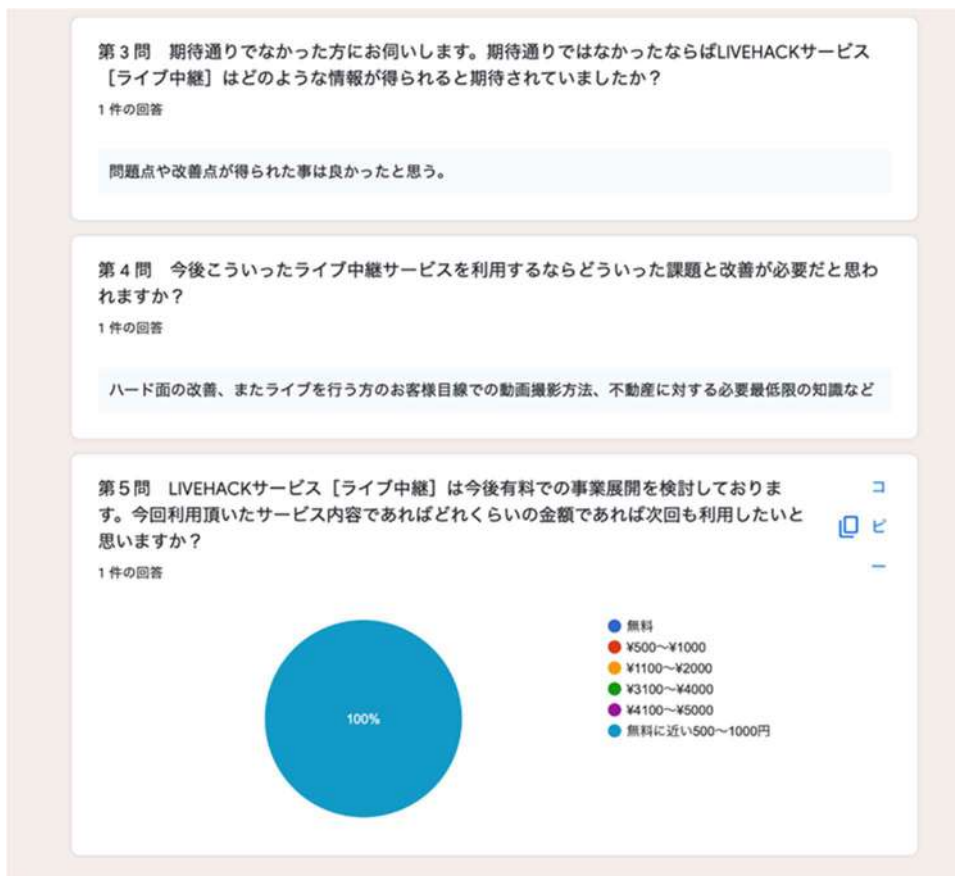 第3問　期待通りでなかった方にお伺いします。期待通りではなかったならばLIVEHACKサービス
［ライブ中継］はどのような情報が得られると期待されていましたか？
1 件の回答
問題点や改善点が得られた事は良かったと思う。
第4問　今後こういったライブ中継サービスを利用するならどういった課題と改善が必要だと思わ
れますか？
1 件の回答
ハード面の改善、またライブを行う方のお客様目線での動画撮影方法、不動産に対する必要最低限の知識など
第5問　LIVEHACKサービス［ライブ中継］は今後有料での事業展開を検討しておりま
す。今回利用頂いたサービス内容であればどれくらいの金額であれば次回も利用したいと
思いますか？
コピー
1 件の回答
100%
無料
¥500～¥1000
¥1100～¥2000
¥3100～¥4000
¥4100～¥5000
無料に近い500～1000円